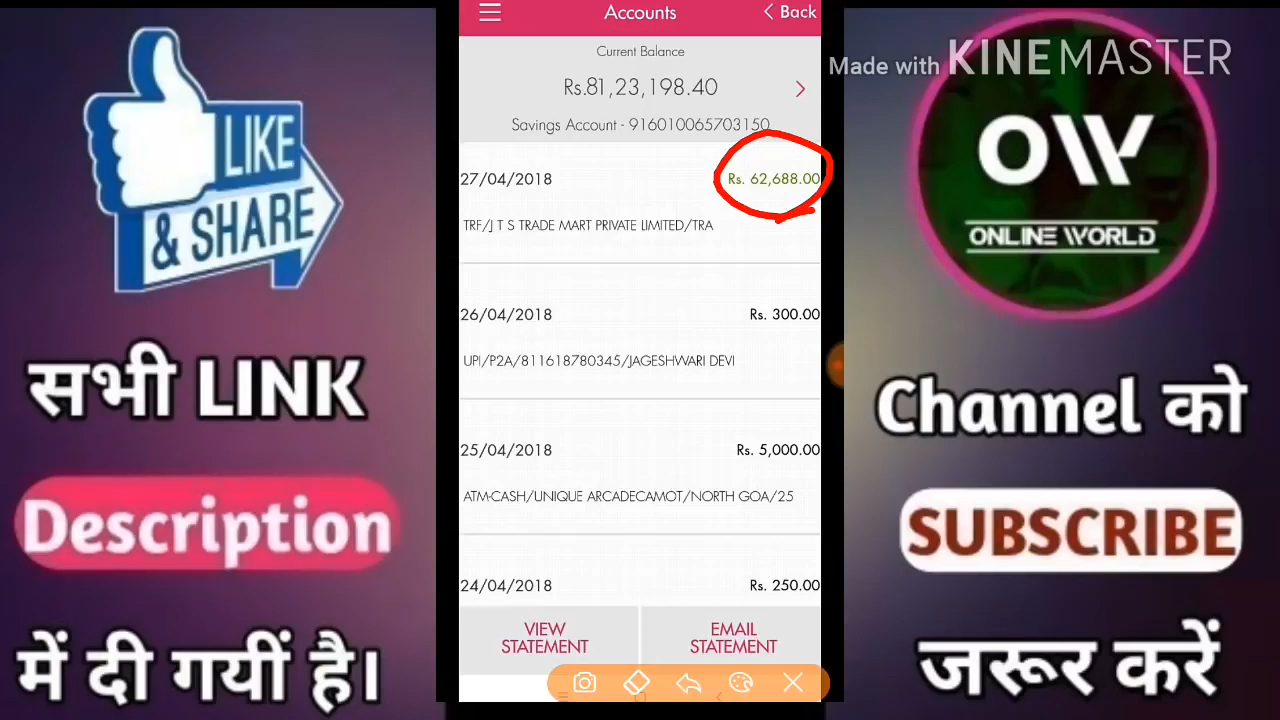 LIKE
& SHARE
सभी LINK
Description
में दी गयीं है।
Accounts
Back
Current Balance
Rs.81,23,198.40
Savings Account - 916010065703150
27/04/2018
Rs. 62,688.00
TRF/J T S TRADE MART PRIVATE LIMITED/TRA
26/04/2018
Rs. 300.00
UPI/P2A/811618780345/JAGESHWARI DEVI
25/04/2018
Rs. 5,000.00
ATM-CASH/UNIQUE ARCADECAMOT/NORTH GOA/25
24/04/2018
Rs. 250.00
VIEW
STATEMENT
EMAIL
STATEMENT
Made with KINEMASTER
OW
ONLINE WORLD
Channel को
SUBSCRIBE
जरूर करें